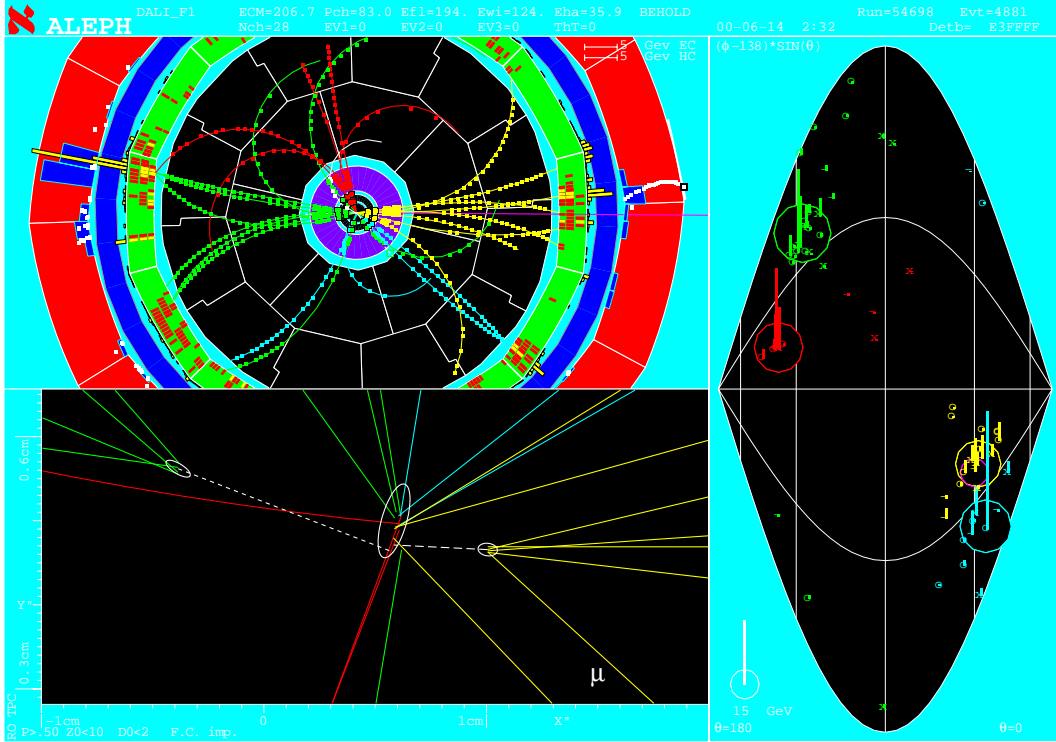 DALI_F1 ECM=206.7 Pch=83.0 Efl=194. Ewi=124. Eha=35.9 BEHOLD Run=54698 Evt=4881
ALEPH Nch=28 EV1=0 EV2=0 EV3=0 ThT=0 00-06-14 2:32 Detb= E3FFFF
5 Gev EC
5 Gev HC
(φ-138)*SIN(θ)
0.6cm
Y"
0.3cm
μ
-1cm 0 1cm X"
RO TPC
P>.50 Z0<10 D0<2 F.C. imp.
15 GeV
θ=180 θ=0